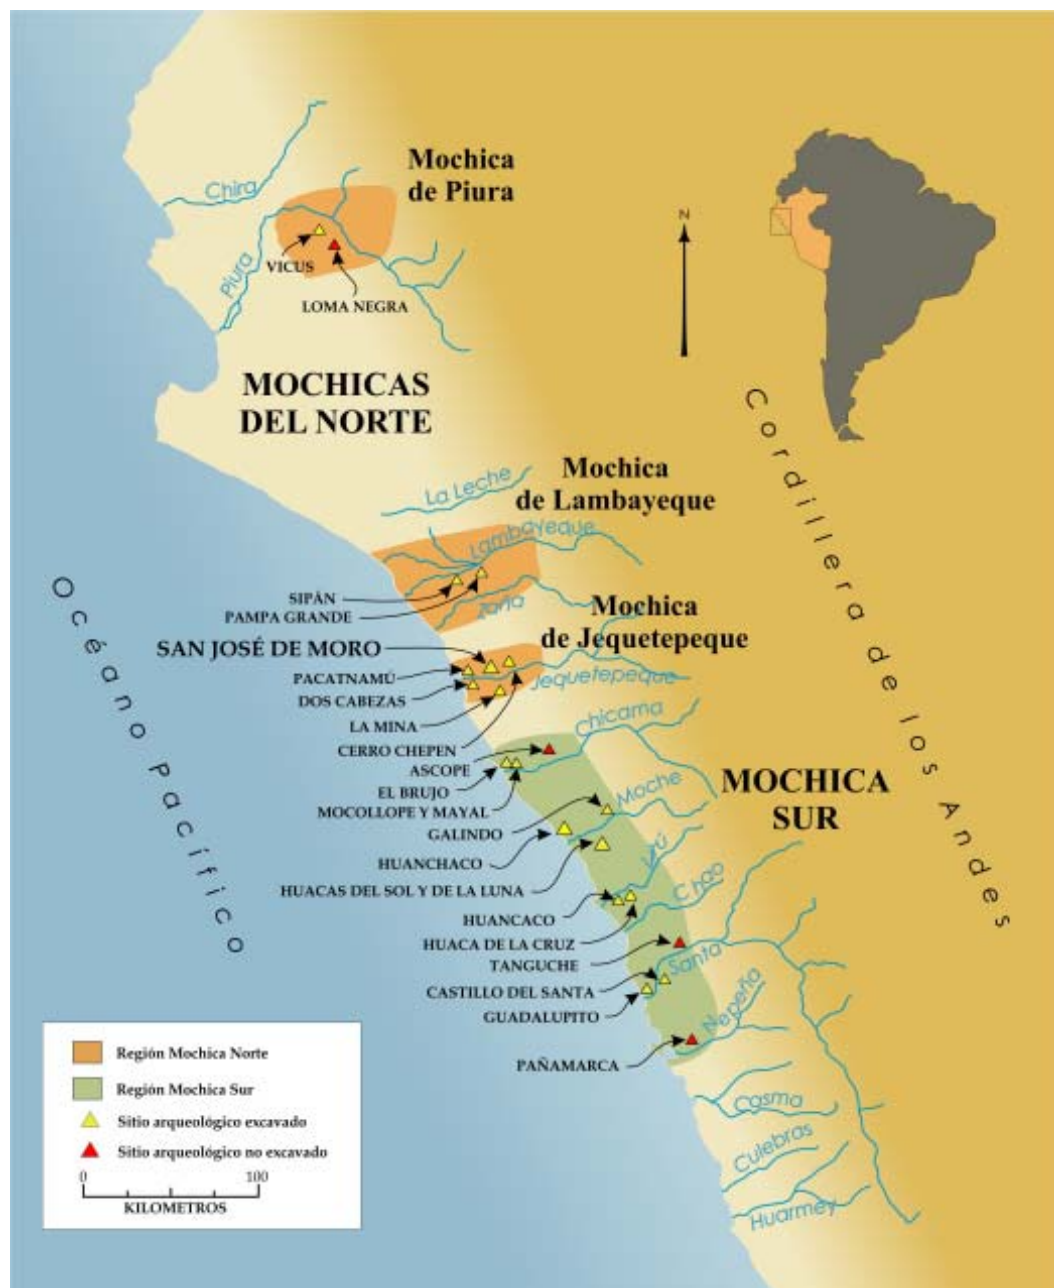 Mochica
de Piura
Chira
Piura
VICUS
LOMA NEGRA
N
MOCHICAS
DEL NORTE
Cordillera de los Andes
Mochica
de Lambayeque
La Leche
Lambayeque
SIPÁN
PAMPA GRANDE
Zaña
Mochica
de Jequetepeque
SAN JOSÉ DE MORO
PACATNAMÚ
Jequetepeque
DOS CABEZAS
LA MINA
CERRO CHEPEN
Océano Pacífico
Chicama
ASCOPE
EL BRUJO
MOCOLLOPE Y MAYAL
MOCHICA
SUR
Moche
GALINDO
HUANCHACO
Virú
HUACAS DEL SOL Y DE LA LUNA
Chao
HUANCACO
HUACA DE LA CRUZ
TANGUCHE
Santa
CASTILLO DEL SANTA
GUADALUPITO
Nepeña
PAÑAMARCA
Casma
Culebras
Huarmey
Región Mochica Norte
Región Mochica Sur
Sitio arqueológico excavado
Sitio arqueológico no excavado
0 100
KILOMETROS